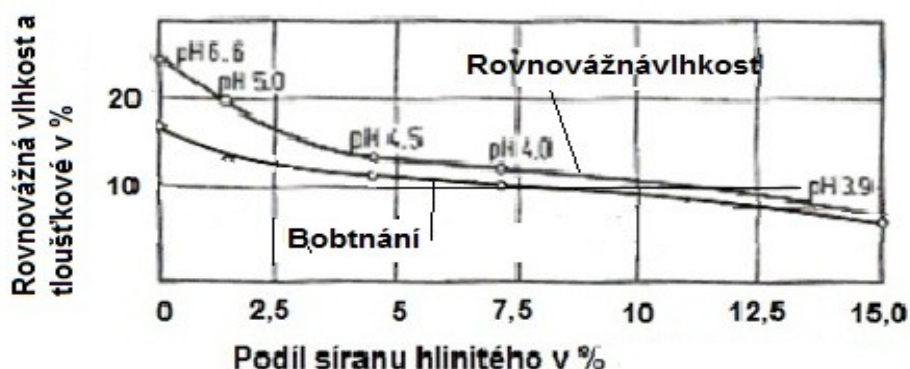 Rovnovážná vlhkost a
tloušťkové v %
pH 6.6
pH 5.0
Rovnovážnávlhkosť
20
pH 4.5
pH 4.0
10
pH 3.9
Bobtnání
0 2,5 5 7,5 10 12,5 15,0
Podíl síranu hlinitého v %